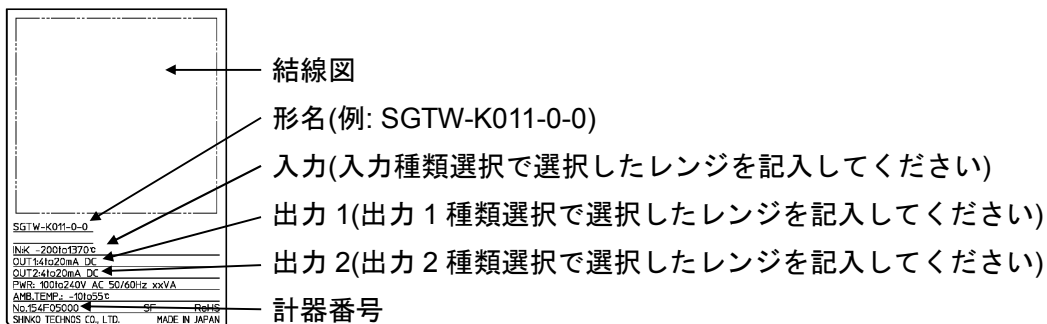 結線図
形名(例: SGTW-K011-0-0)
入力(入力種類選択で選択したレンジを記入してください)
出力 1(出力 1 種類選択で選択したレンジを記入してください)
出力 2(出力 2 種類選択で選択したレンジを記入してください)
計器番号
SGTW-K011-0-0
IN:K -200to1370℃
OUT1:4to20mA DC
OUT2:4to20mA DC
PWR: 100to240V AC 50/60Hz xxVA
AMB.TEMP.: -10to55℃
No.154F05000 SF RoHS
SHINKO TECHNOS CO., LTD. MADE IN JAPAN